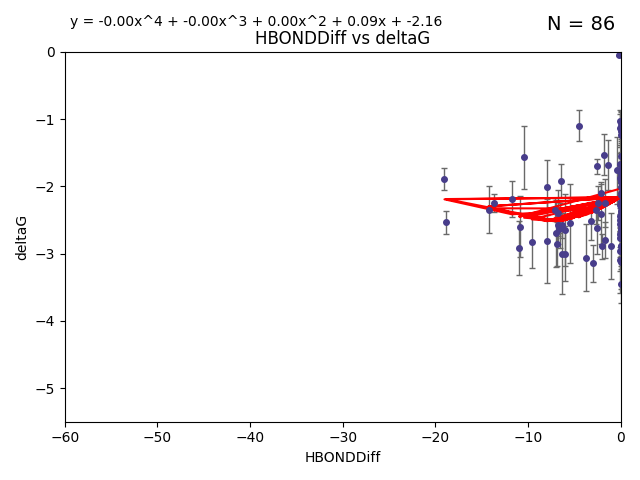 y = -0.00x^4 + -0.00x^3 + 0.00x^2 + 0.09x + -2.16
N = 86
HBONDDiff vs deltaG
0
−1
−2
−3
−4
−5
deltaG
−60 −50 −40 −30 −20 −10 0
HBONDDiff